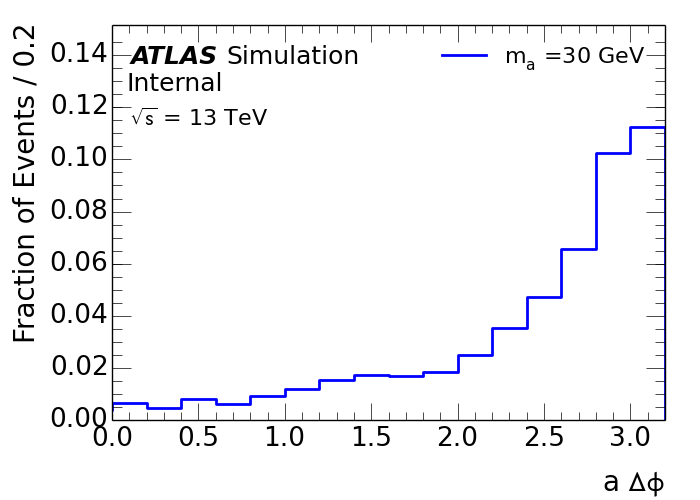 Fraction of Events / 0.2
0.14
0.12
0.10
0.08
0.06
0.04
0.02
0.00
ATLAS Simulation
Internal
√s = 13 TeV
mₐ =30 GeV
0.0 0.5 1.0 1.5 2.0 2.5 3.0
a Δϕ